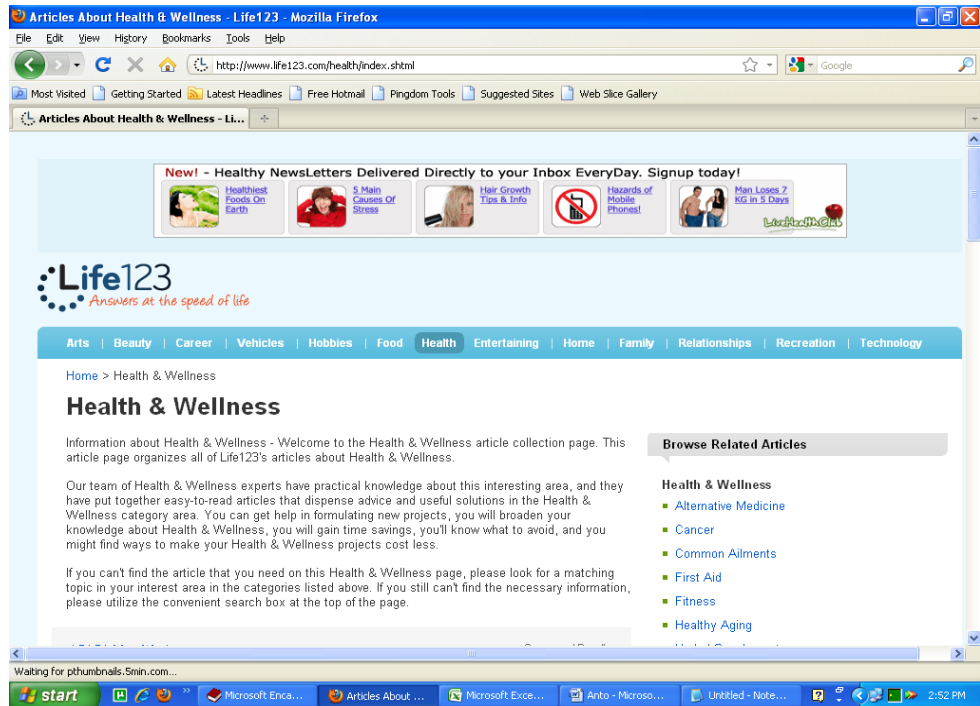 Articles About Health & Wellness - Life123 - Mozilla Firefox
File Edit View History Bookmarks Tools Help
http://www.life123.com/health/index.shtml Google
Most Visited Getting Started Latest Headlines Free Hotmail Pingdom Tools Suggested Sites Web Slice Gallery
Articles About Health & Wellness - Li...
New! - Healthy NewsLetters Delivered Directly to your Inbox EveryDay. Signup today!
Healthiest Foods On Earth
5 Main Causes Of Stress
Hair Growth Tips & Info
Hazards of Mobile Phones!
Man Loses 7 KG in 5 Days
LiveHealthClub
Life123
Answers at the speed of life
Arts | Beauty | Career | Vehicles | Hobbies | Food Health Entertaining | Home | Family | Relationships | Recreation | Technology
Home > Health & Wellness
Health & Wellness
Information about Health & Wellness - Welcome to the Health & Wellness article collection page. This
article page organizes all of Life123's articles about Health & Wellness.
Our team of Health & Wellness experts have practical knowledge about this interesting area, and they
have put together easy-to-read articles that dispense advice and useful solutions in the Health &
Wellness category area. You can get help in formulating new projects, you will broaden your
knowledge about Health & Wellness, you will gain time savings, you'll know what to avoid, and you
might find ways to make your Health & Wellness projects cost less.
If you can't find the article that you need on this Health & Wellness page, please look for a matching
topic in your interest area in the categories listed above. If you still can't find the necessary information,
please utilize the convenient search box at the top of the page.
Browse Related Articles
Health & Wellness
Alternative Medicine
Cancer
Common Ailments
First Aid
Fitness
Healthy Aging
Waiting for pthumbnails.5min.com...
start Microsoft Enca... Articles About ... Microsoft Exce... Anto - Microso... Untitled - Note... 2:52 PM